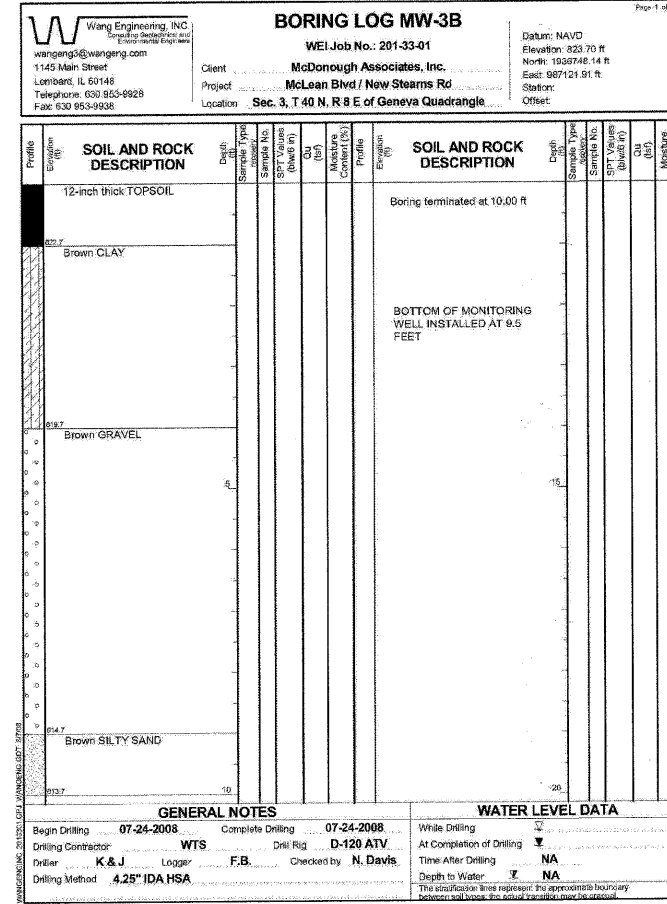 Page 1 of
Wang Engineering, INC.
Consulting Geotechnical and
Environmental Engineers
wangeng3@wangeng.com
1145 Main Street
Lombard, IL 60148
Telephone: 630 953-9928
Fax: 630 953-9938
BORING LOG MW-3B
WEI Job No.: 201-33-01
Client McDonough Associates, Inc.
Project McLean Blvd / New Stearns Rd
Location Sec. 3, T 40 N, R 8 E of Geneva Quadrangle
Datum: NAVD
Elevation: 823.70 ft
North: 1936748.14 ft
East: 987121.91 ft
Station:
Offset:
Profile
Elevation (ft)
SOIL AND ROCK
DESCRIPTION
Depth (ft)
Sample Type
recovery
Sample No.
SPT Values
(blw/6 in)
Qu
(tsf)
Moisture
Content (%)
Profile
Elevation (ft)
SOIL AND ROCK
DESCRIPTION
Depth (ft)
Sample Type
recovery
Sample No.
SPT Values
(blw/6 in)
Qu
(tsf)
Moisture
12-inch thick TOPSOIL
822.7
Brown CLAY
819.7
Brown GRAVEL
5
814.7
Brown SILTY SAND
813.7
10
Boring terminated at 10.00 ft
BOTTOM OF MONITORING
WELL INSTALLED AT 9.5
FEET
15
20
WANGENGINC 2013301.GPJ WANGENG.GDT 8/7/08
GENERAL NOTES
Begin Drilling 07-24-2008 Complete Drilling 07-24-2008
Drilling Contractor WTS Drill Rig D-120 ATV
Driller K & J Logger F.B. Checked by N. Davis
Drilling Method 4.25" IDA HSA
WATER LEVEL DATA
While Drilling
At Completion of Drilling
Time After Drilling NA
Depth to Water NA
The stratification lines represent the approximate boundary
between soil types: the actual transition may be gradual.